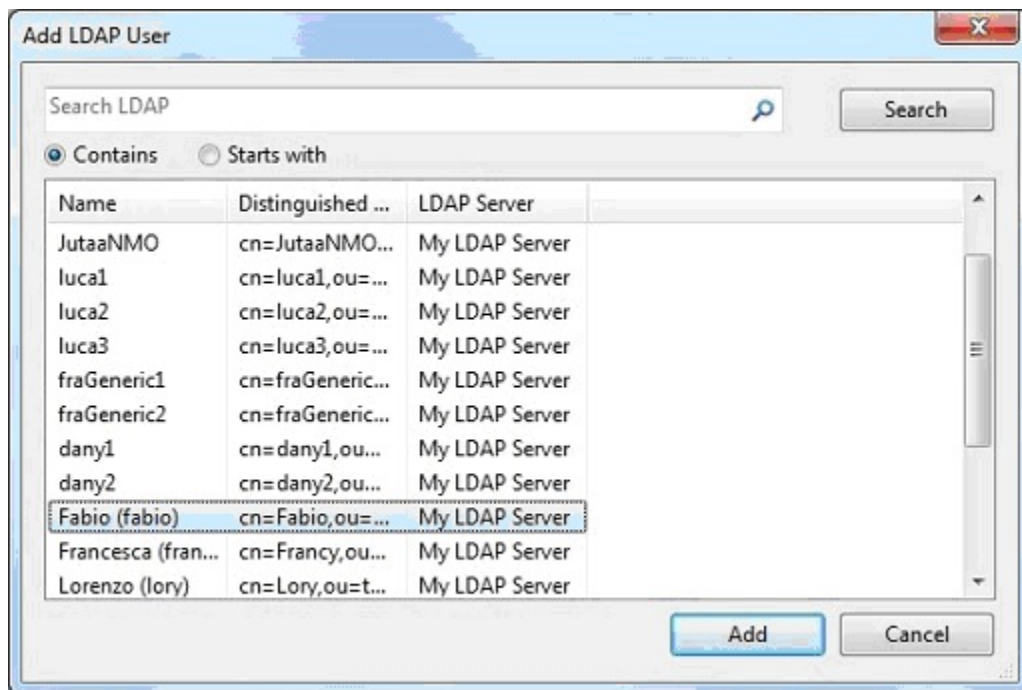 Add LDAP User
Search LDAP Search
Contains Starts with
Name Distinguished ... LDAP Server
JutaaNMO cn=JutaaNMO... My LDAP Server
luca1 cn=luca1,ou=... My LDAP Server
luca2 cn=luca2,ou=... My LDAP Server
luca3 cn=luca3,ou=... My LDAP Server
fraGeneric1 cn=fraGeneric... My LDAP Server
fraGeneric2 cn=fraGeneric... My LDAP Server
dany1 cn=dany1,ou... My LDAP Server
dany2 cn=dany2,ou... My LDAP Server
Fabio (fabio) cn=Fabio,ou=... My LDAP Server
Francesca (fran... cn=Francy,ou... My LDAP Server
Lorenzo (lory) cn=Lory,ou=t... My LDAP Server
Add Cancel